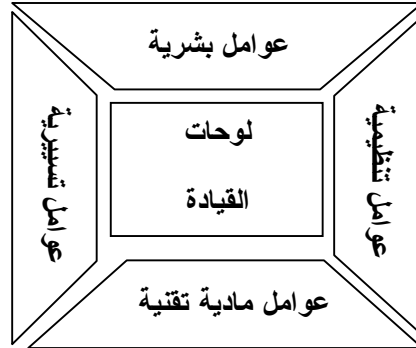 عوامل بشرية
عوامل تنظيمية
لوحات
القيادة
عوامل تسييرية
عوامل مادية تقنية